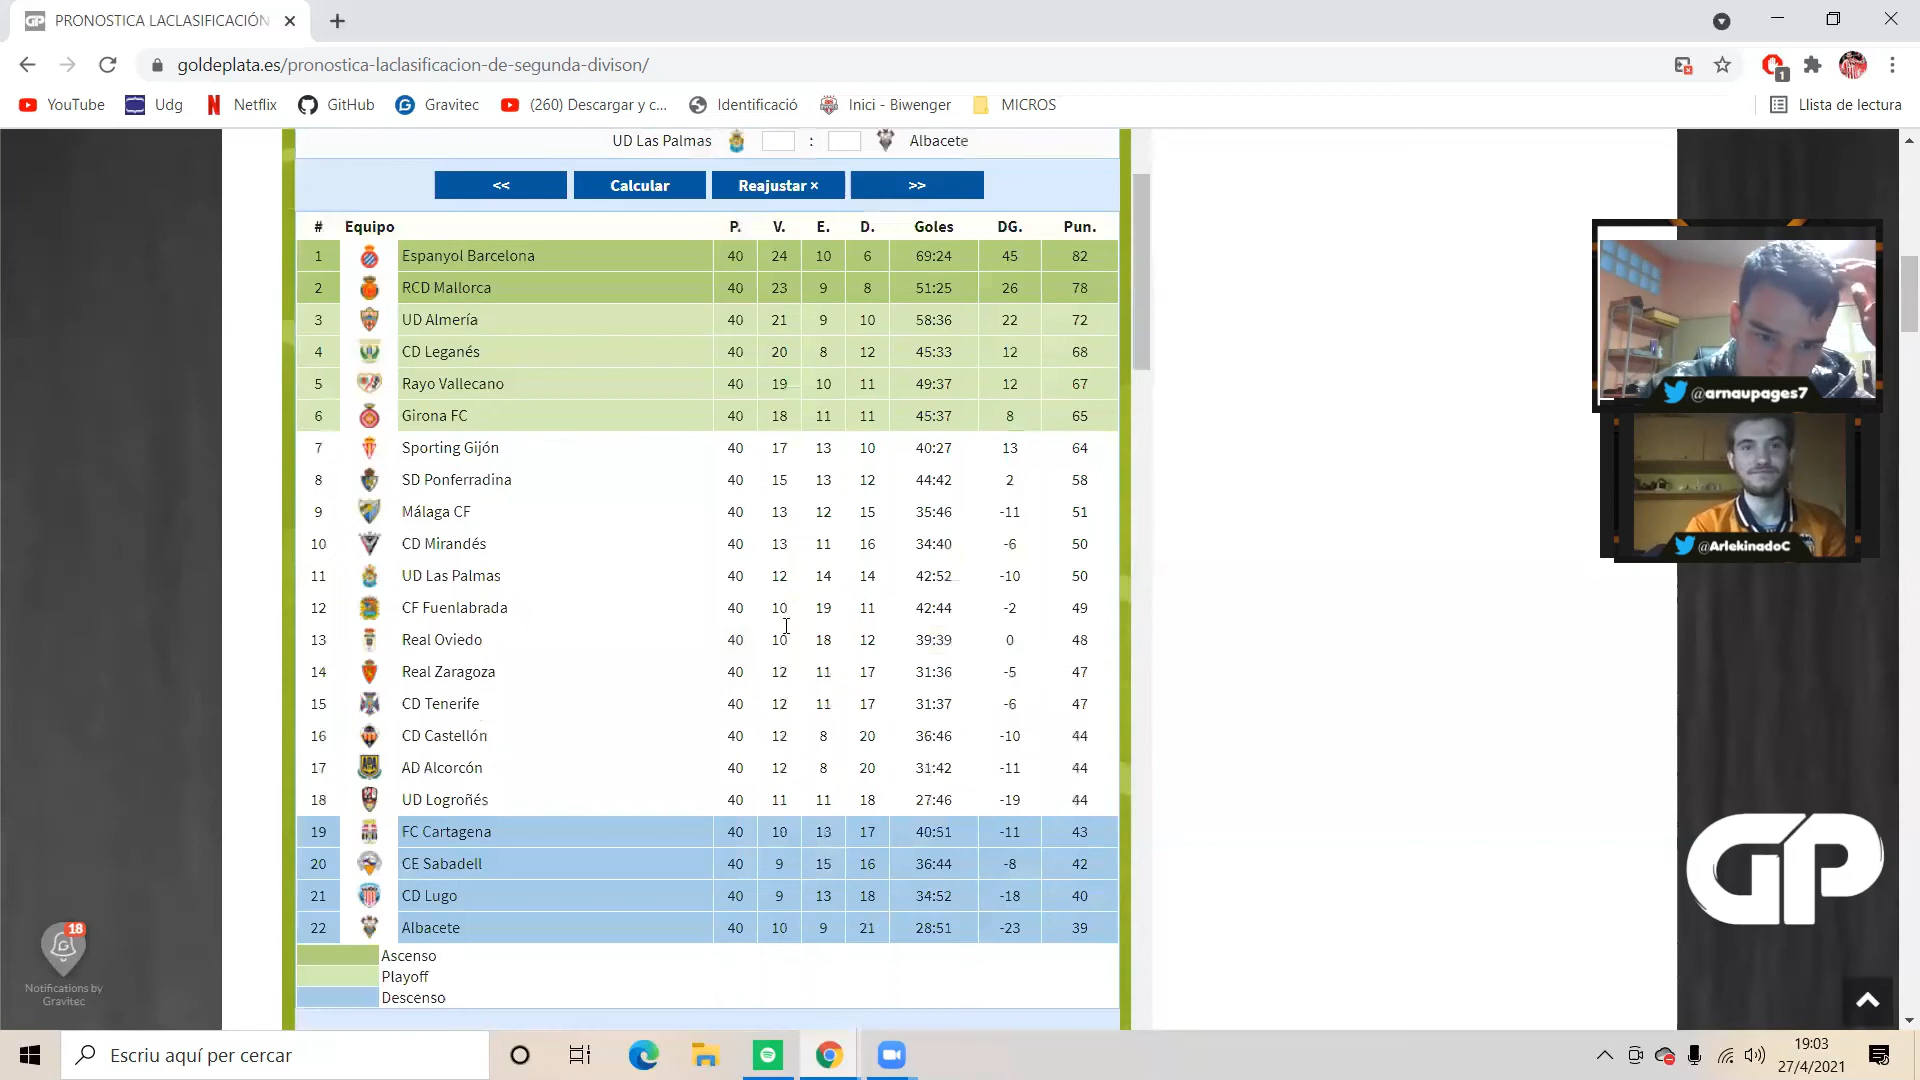 PRONOSTICA LACLASIFICACIÓN
goldeplata.es/pronostica-laclasificacion-de-segunda-divison/
1
YouTube Udg Netflix GitHub Gravitec (260) Descargar y c... Identificació Inici - Biwenger MICROS Llista de lectura
UD Las Palmas : Albacete
<< Calcular Reajustar × >>
# Equipo P. V. E. D. Goles DG. Pun.
1 Espanyol Barcelona 40 24 10 6 69:24 45 82
2 RCD Mallorca 40 23 9 8 51:25 26 78
3 UD Almería 40 21 9 10 58:36 22 72
4 CD Leganés 40 20 8 12 45:33 12 68
5 Rayo Vallecano 40 19 10 11 49:37 12 67
6 Girona FC 40 18 11 11 45:37 8 65
7 Sporting Gijón 40 17 13 10 40:27 13 64
8 SD Ponferradina 40 15 13 12 44:42 2 58
9 Málaga CF 40 13 12 15 35:46 -11 51
10 CD Mirandés 40 13 11 16 34:40 -6 50
11 UD Las Palmas 40 12 14 14 42:52 -10 50
12 CF Fuenlabrada 40 10 19 11 42:44 -2 49
13 Real Oviedo 40 10 18 12 39:39 0 48
14 Real Zaragoza 40 12 11 17 31:36 -5 47
15 CD Tenerife 40 12 11 17 31:37 -6 47
16 CD Castellón 40 12 8 20 36:46 -10 44
17 AD Alcorcón 40 12 8 20 31:42 -11 44
18 UD Logroñés 40 11 11 18 27:46 -19 44
19 FC Cartagena 40 10 13 17 40:51 -11 43
20 CE Sabadell 40 9 15 16 36:44 -8 42
21 CD Lugo 40 9 13 18 34:52 -18 40
22 Albacete 40 10 9 21 28:51 -23 39
Ascenso
Playoff
Descenso
@arnaupages7
@ArlekinadoC
GP
18
Notifications by
Gravitec
Escriu aquí per cercar
19:03
27/4/2021